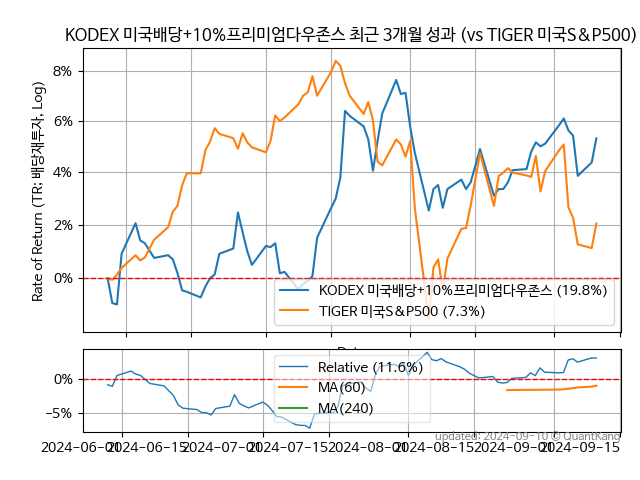 KODEX 미국배당+10%프리미엄다우존스 최근 3개월 성과 (vs TIGER 미국S&P500)
Rate of Return (TR: 배당재투자, Log)
8%
6%
4%
2%
0%
KODEX 미국배당+10%프리미엄다우존스 (19.8%)
TIGER 미국S&P500 (7.3%)
0%
−5%
Relative (11.6%)
MA(60)
MA(240)
updated: 2024-09-10 © QuantKang
2024-06-01
2024-06-15
2024-07-01
2024-07-15
2024-08-01
2024-08-15
2024-09-01
2024-09-15